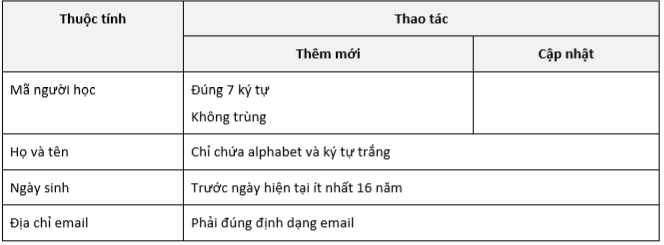 Thuộc tính
Thao tác
Thêm mới
Cập nhật
Mã người học
Đúng 7 ký tự
Không trùng
Họ và tên
Chỉ chứa alphabet và ký tự trắng
Ngày sinh
Trước ngày hiện tại ít nhất 16 năm
Địa chỉ email
Phải đúng định dạng email